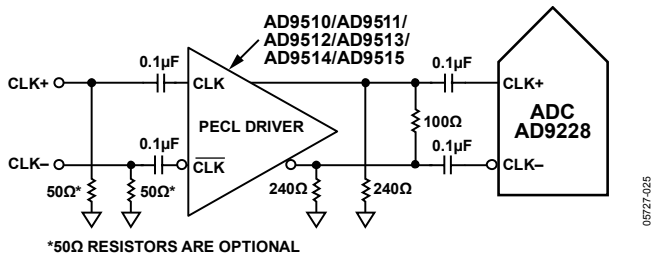 AD9510/AD9511/
AD9512/AD9513/
AD9514/AD9515
0.1µF
0.1µF
CLK+
CLK
CLK+
ADC
AD9228
PECL DRIVER
100Ω
0.1µF
0.1µF
CLK–
CLK
CLK–
50Ω*
50Ω*
240Ω
240Ω
*50Ω RESISTORS ARE OPTIONAL
05727-025